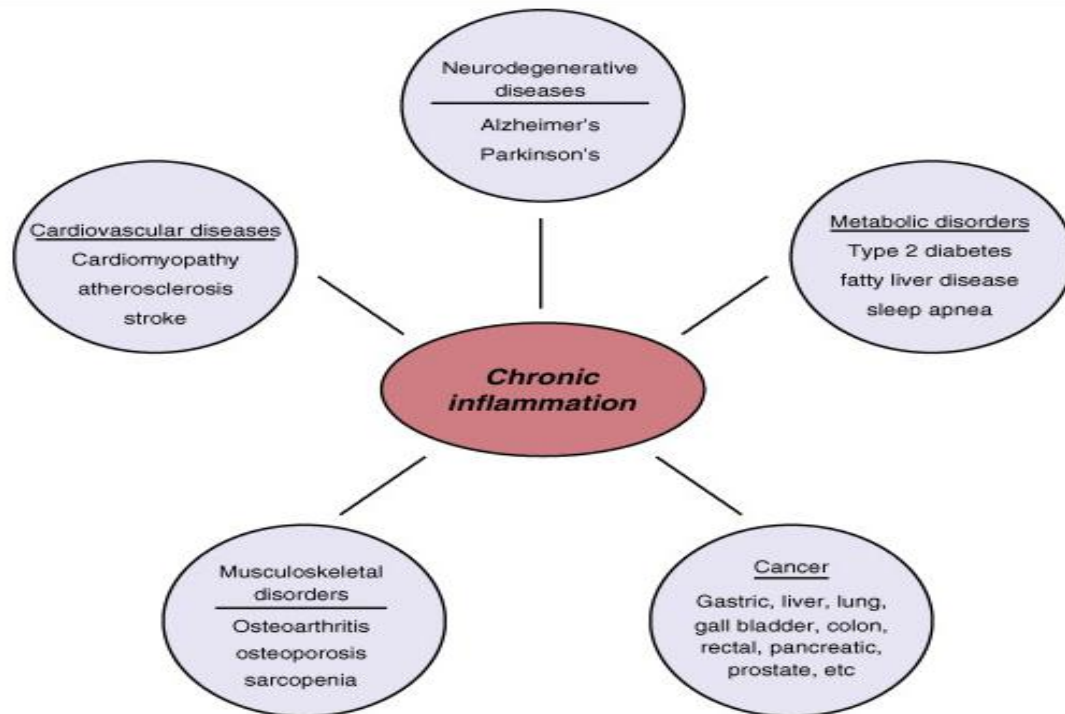 Neurodegenerative
diseases
Alzheimer's
Parkinson's
Cardiovascular diseases
Cardiomyopathy
atherosclerosis
stroke
Metabolic disorders
Type 2 diabetes
fatty liver disease
sleep apnea
Chronic
inflammation
Musculoskeletal
disorders
Osteoarthritis
osteoporosis
sarcopenia
Cancer
Gastric, liver, lung,
gall bladder, colon,
rectal, pancreatic,
prostate, etc